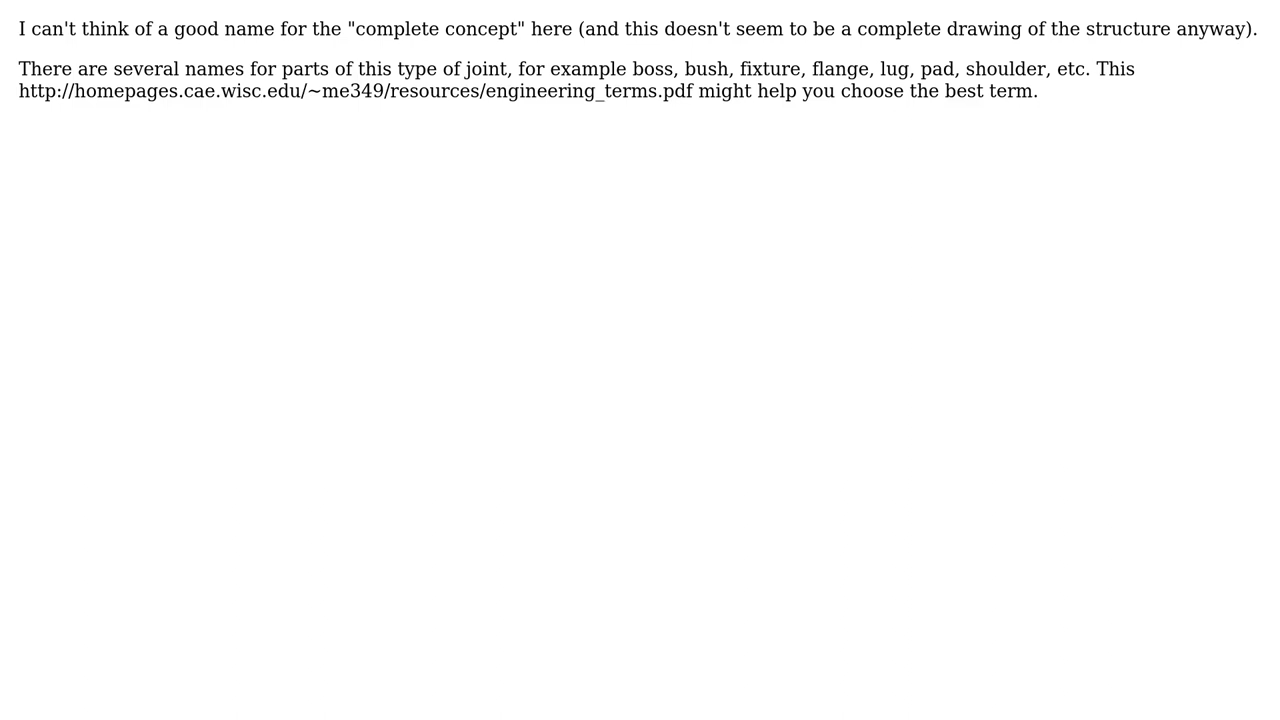 I can't think of a good name for the "complete concept" here (and this doesn't seem to be a complete drawing of the structure anyway).
There are several names for parts of this type of joint, for example boss, bush, fixture, flange, lug, pad, shoulder, etc. This
http://homepages.cae.wisc.edu/~me349/resources/engineering_terms.pdf might help you choose the best term.